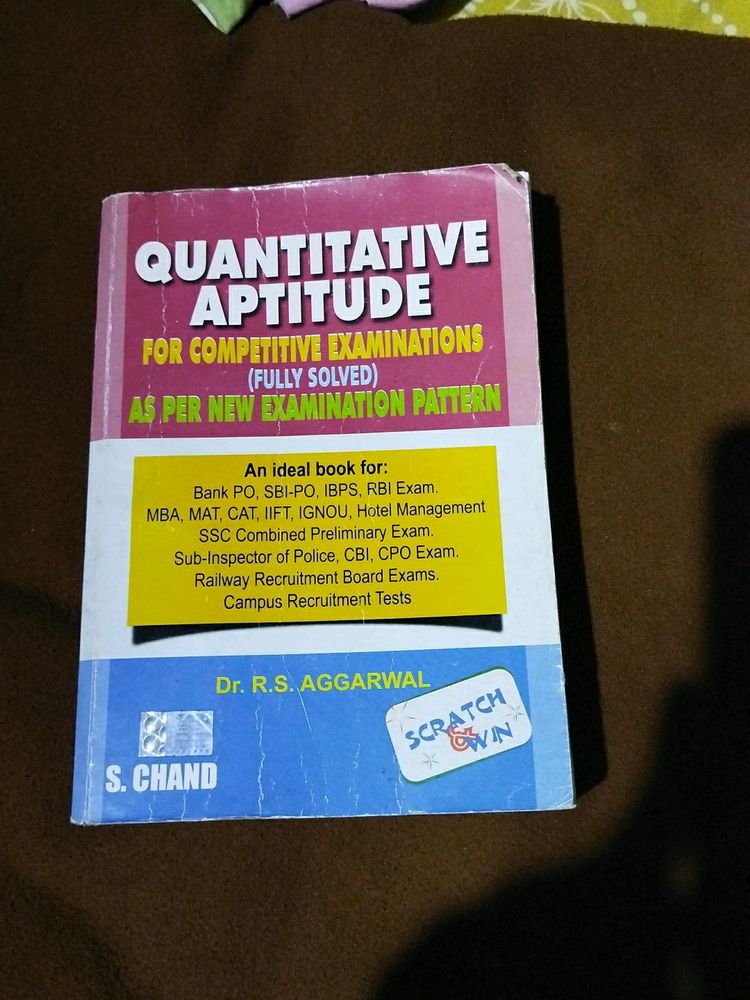 QUANTITATIVE
APTITUDE
FOR COMPETITIVE EXAMINATIONS
(FULLY SOLVED)
AS PER NEW EXAMINATION PATTERN
An ideal book for:
Bank PO, SBI-PO, IBPS, RBI Exam.
MBA, MAT, CAT, IIFT, IGNOU, Hotel Management
SSC Combined Preliminary Exam.
Sub-Inspector of Police, CBI, CPO Exam.
Railway Recruitment Board Exams.
Campus Recruitment Tests
Dr. R.S. AGGARWAL
SCRATCH
& WIN
S. CHAND